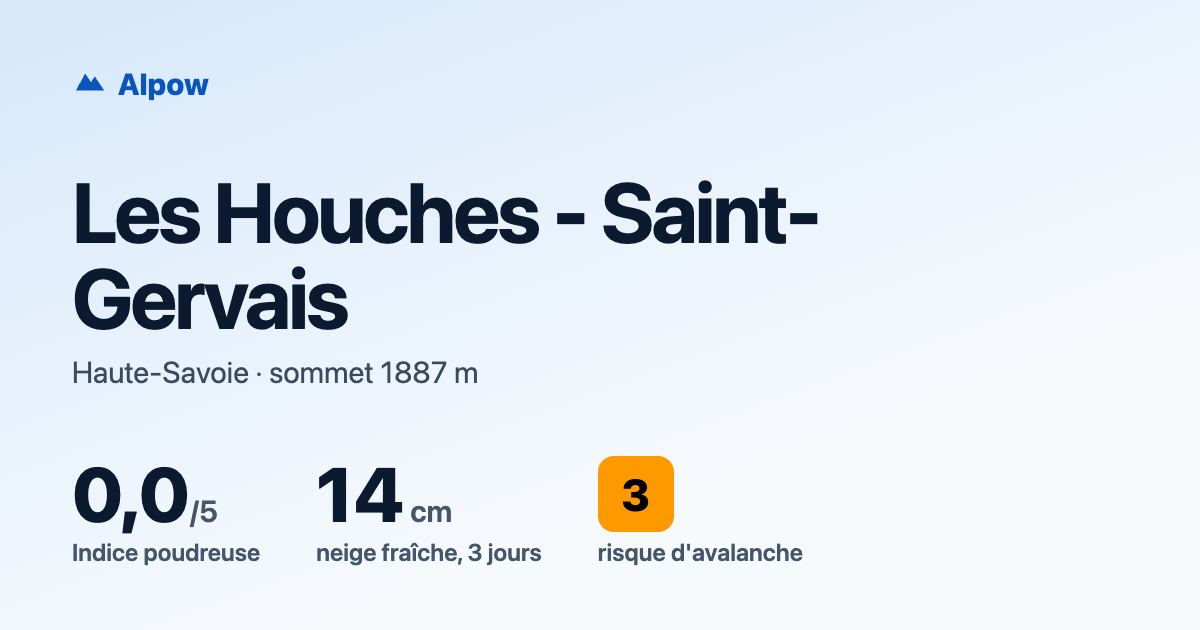 Alpow
Les Houches - Saint-
Gervais
Haute-Savoie · sommet 1887 m
0,0/5
Indice poudreuse
14 cm
neige fraîche, 3 jours
3
risque d'avalanche